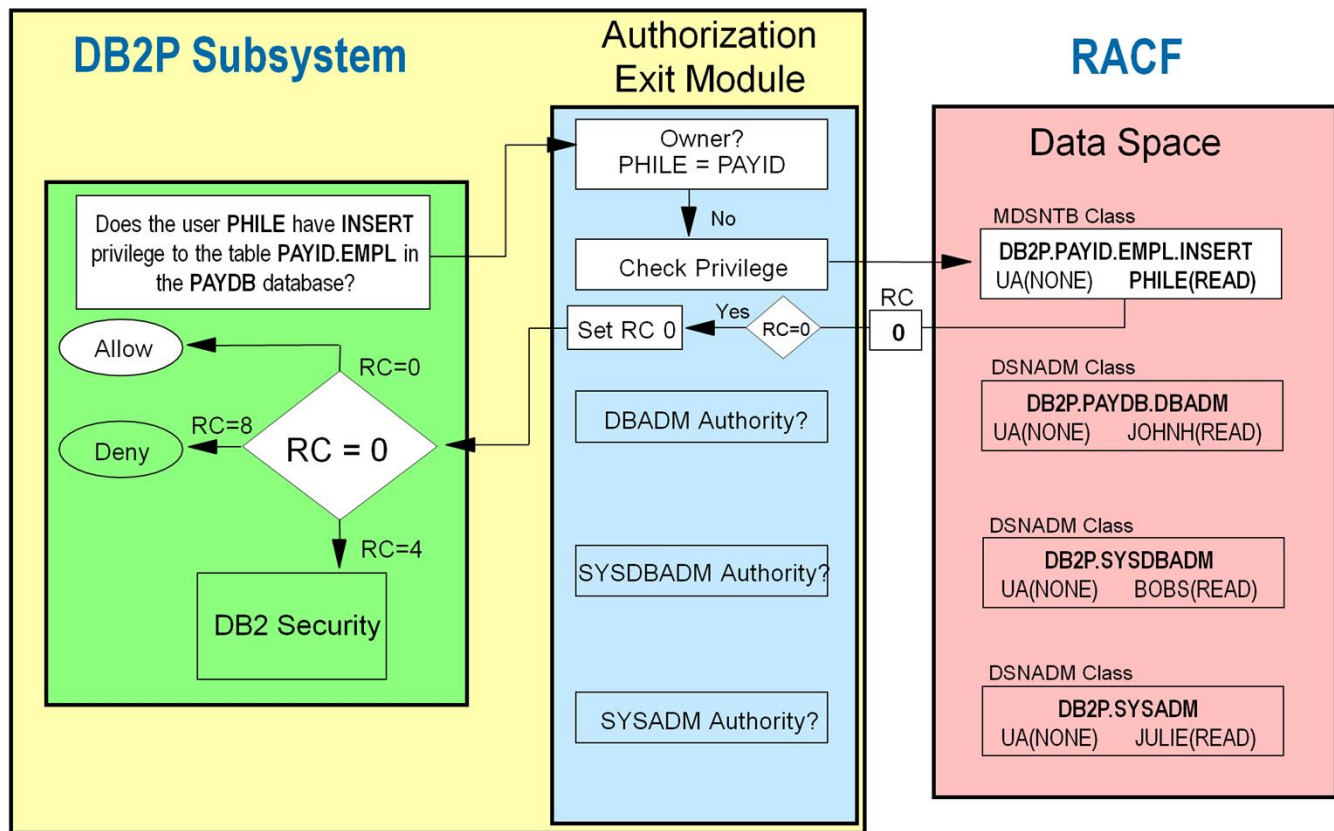 DB2P Subsystem
Authorization
Exit Module
RACF
Owner?
PHILE = PAYID
No
Check Privilege
Does the user PHILE have INSERT
privilege to the table PAYID.EMPL in
the PAYDB database?
Data Space
MDSNTB Class
DB2P.PAYID.EMPL.INSERT
UA(NONE) PHILE(READ)
RC
0
RC=0
Yes
Set RC 0
Allow
RC=0
RC=8
Deny
RC = 0
RC=4
DB2 Security
DBADM Authority?
DSNADM Class
DB2P.PAYDB.DBADM
UA(NONE) JOHNH(READ)
SYSDBADM Authority?
DSNADM Class
DB2P.SYSDBADM
UA(NONE) BOBS(READ)
SYSADM Authority?
DSNADM Class
DB2P.SYSADM
UA(NONE) JULIE(READ)